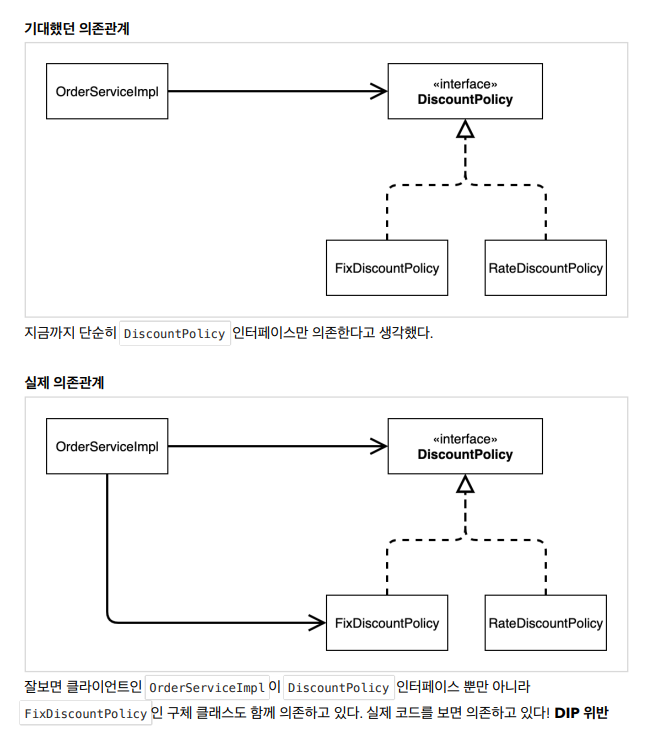 기대했던 의존관계
OrderServiceImpl
«interface»
DiscountPolicy
FixDiscountPolicy
RateDiscountPolicy
지금까지 단순히 DiscountPolicy 인터페이스만 의존한다고 생각했다.
실제 의존관계
OrderServiceImpl
«interface»
DiscountPolicy
FixDiscountPolicy
RateDiscountPolicy
잘보면 클라이언트인 OrderServiceImpl 이 DiscountPolicy 인터페이스 뿐만 아니라
FixDiscountPolicy 인 구체 클래스도 함께 의존하고 있다. 실제 코드를 보면 의존하고 있다! DIP 위반